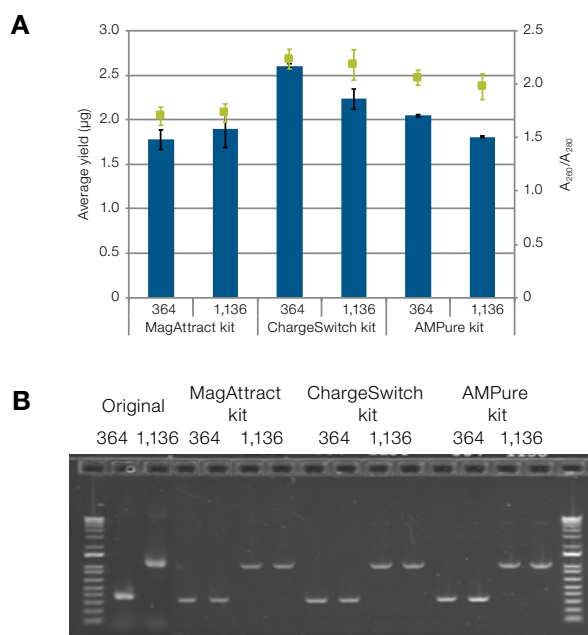 A
3.0
2.5
2.0
1.5
1.0
0.5
0
Average yield (µg)
2.5
2.0
1.5
1.0
0.5
0
A260/A280
364 1,136 364 1,136 364 1,136
MagAttract kit ChargeSwitch kit AMPure kit
B
Original MagAttract kit ChargeSwitch kit AMPure kit
364 1,136 364 1,136 364 1,136 364 1,136